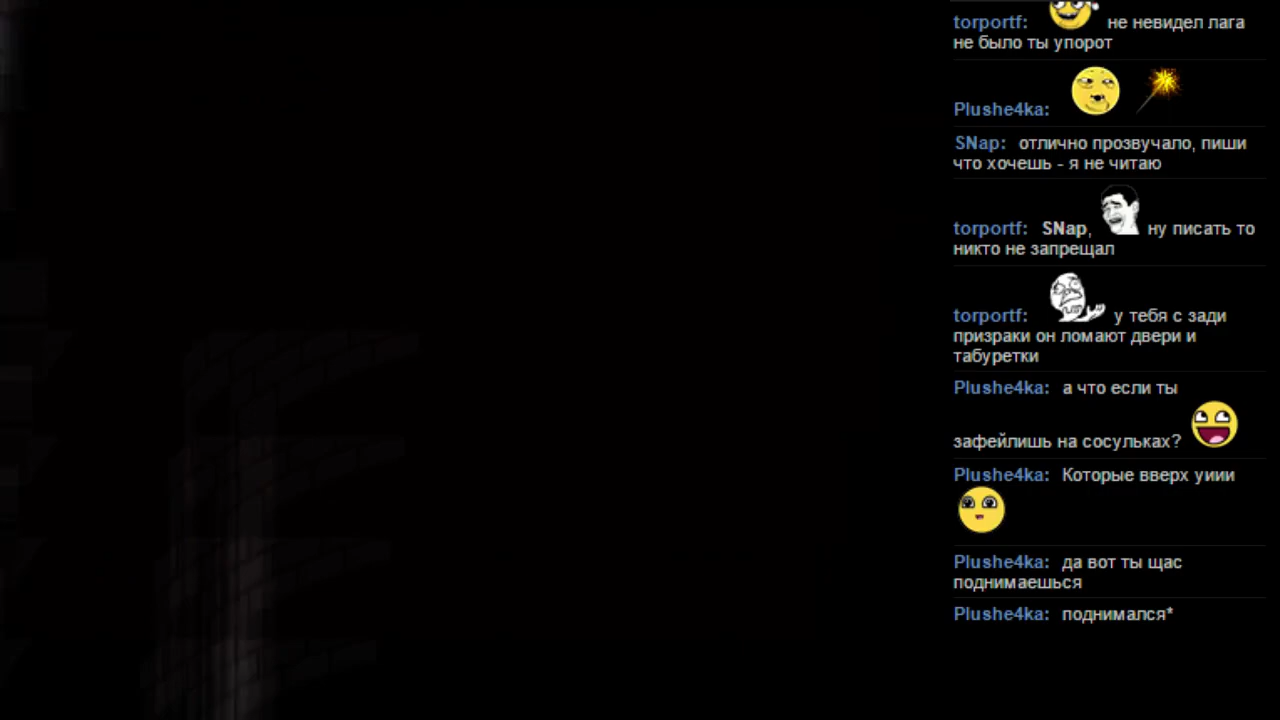 torportf: не невидел лага
не было ты упорот
Plushe4ka:
SNap: отлично прозвучало, пиши
что хочешь - я не читаю
torportf: SNap, ну писать то
никто не запрещал
torportf: у тебя с зади
призраки он ломают двери и
табуретки
Plushe4ka: а что если ты
зафейлишь на сосульках?
Plushe4ka: Которые вверх уиии
Plushe4ka: да вот ты щас
поднимаешься
Plushe4ka: поднимался*